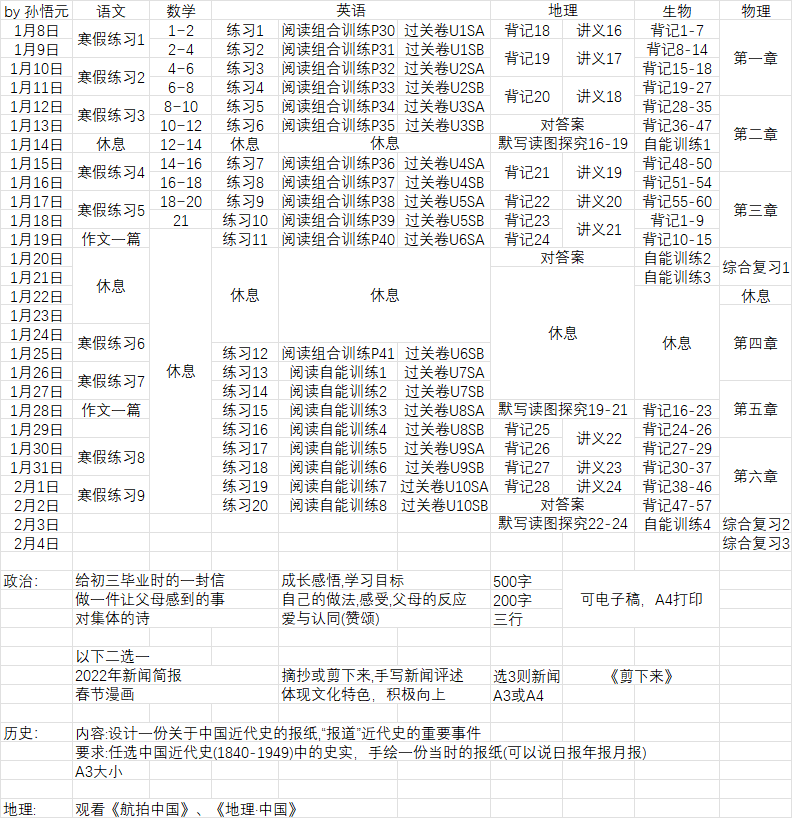 by 孙悟元 语文 数学 英语 地理 生物 物理
1月8日 寒假练习1 1-2 练习1 阅读组合训练P30 过关卷U1SA 背记18 讲义16 背记1-7 第一章
1月9日 2-4 练习2 阅读组合训练P31 过关卷U1SB 背记19 讲义17 背记8-14
1月10日 寒假练习2 4-6 练习3 阅读组合训练P32 过关卷U2SA 背记15-18
1月11日 6-8 练习4 阅读组合训练P33 过关卷U2SB 背记20 讲义18 背记19-27
1月12日 寒假练习3 8-10 练习5 阅读组合训练P34 过关卷U3SA 背记28-35 第二章
1月13日 10-12 练习6 阅读组合训练P35 过关卷U3SB 对答案 背记36-47
1月14日 休息 12-14 休息 休息 默写读图探究16-19 自能训练1
1月15日 寒假练习4 14-16 练习7 阅读组合训练P36 过关卷U4SA 背记21 讲义19 背记48-50
1月16日 16-18 练习8 阅读组合训练P37 过关卷U4SB 背记51-54 第三章
1月17日 寒假练习5 18-20 练习9 阅读组合训练P38 过关卷U5SA 背记22 讲义20 背记55-60
1月18日 21 练习10 阅读组合训练P39 过关卷U5SB 背记23 讲义21 背记1-9
1月19日 作文一篇 休息 练习11 阅读组合训练P40 过关卷U6SA 背记24 背记10-15
1月20日 休息 休息 休息 对答案 自能训练2 综合复习1
1月21日 休息 自能训练3
1月22日 休息 休息
1月23日 第四章
1月24日 寒假练习6
1月25日 练习12 阅读组合训练P41 过关卷U6SB
1月26日 寒假练习7 练习13 阅读自能训练1 过关卷U7SA
1月27日 练习14 阅读自能训练2 过关卷U7SB 第五章
1月28日 作文一篇 练习15 阅读自能训练3 过关卷U8SA 默写读图探究19-21 背记16-23
1月29日 练习16 阅读自能训练4 过关卷U8SB 背记25 讲义22 背记24-26
1月30日 寒假练习8 练习17 阅读自能训练5 过关卷U9SA 背记26 背记27-29 第六章
1月31日 练习18 阅读自能训练6 过关卷U9SB 背记27 讲义23 背记30-37
2月1日 寒假练习9 练习19 阅读自能训练7 过关卷U10SA 背记28 讲义24 背记38-46
2月2日 练习20 阅读自能训练8 过关卷U10SB 对答案 背记47-57
2月3日 默写读图探究22-24 自能训练4 综合复习2
2月4日 综合复习3
政治: 给初三毕业时的一封信 成长感悟,学习目标 500字 可电子稿，A4打印
做一件让父母感到的事 自己的做法,感受,父母的反应 200字
对集体的诗 爱与认同(赞颂) 三行
以下二选一
2022年新闻简报 摘抄或剪下来,手写新闻评述 选3则新闻 《剪下来》
春节漫画 体现文化特色，积极向上 A3或A4
历史: 内容:设计一份关于中国近代史的报纸,“报道”近代史的重要事件
要求:任选中国近代史(1840-1949)中的史实，手绘一份当时的报纸(可以说日报年报月报)
A3大小
地理: 观看《航拍中国》、《地理·中国》